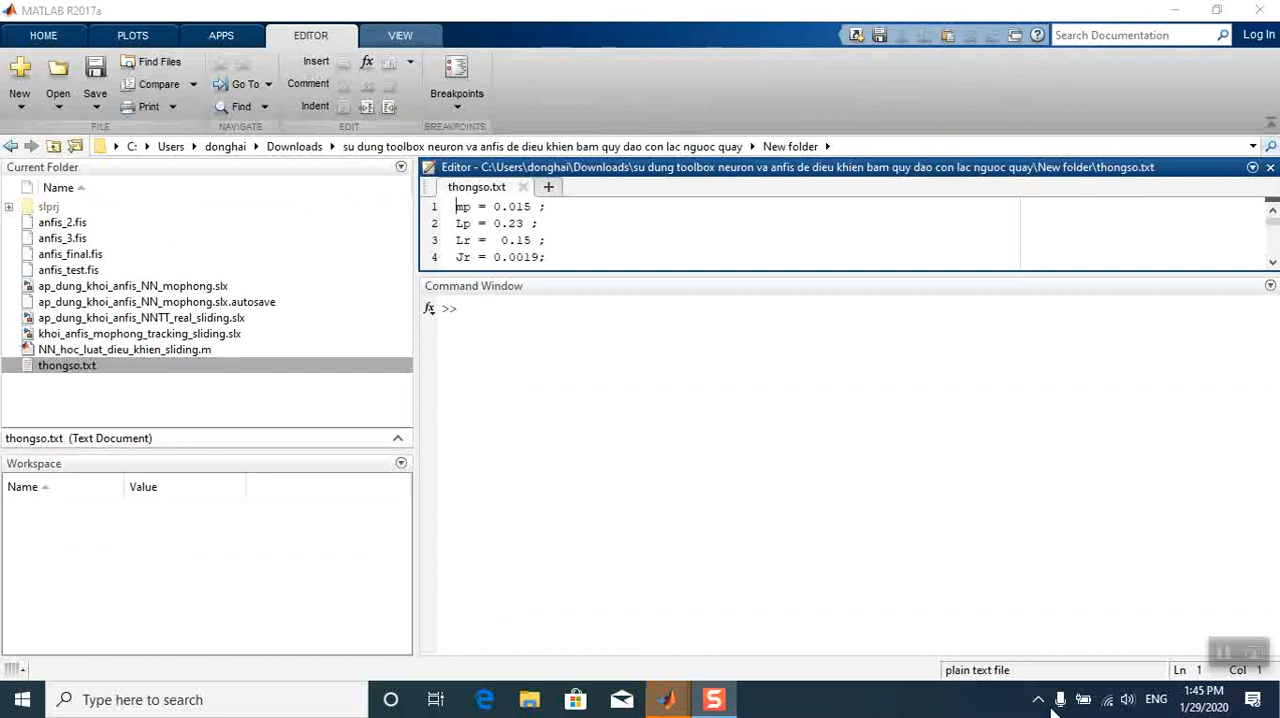 MATLAB R2017a
HOME PLOTS APPS EDITOR VIEW
Search Documentation
Log In
New
Open
Save
Find Files
Compare
Print
Go To
Find
Insert
Comment
Indent
Breakpoints
FILE NAVIGATE EDIT BREAKPOINTS
C: Users donghai Downloads su dung toolbox neuron va anfis de dieu khien bam quy dao con lac nguoc quay New folder
Current Folder
Name
slprj
anfis_2.fis
anfis_3.fis
anfis_final.fis
anfis_test.fis
ap_dung_khoi_anfis_NN_mophong.slx
ap_dung_khoi_anfis_NN_mophong.slx.autosave
ap_dung_khoi_anfis_NNTT_real_sliding.slx
khoi_anfis_mophong_tracking_sliding.slx
NN_hoc_luat_dieu_khien_sliding.m
thongso.txt
thongso.txt (Text Document)
Workspace
Name Value
Editor - C:\Users\donghai\Downloads\su dung toolbox neuron va anfis de dieu khien bam quy dao con lac nguoc quay\New folder\thongso.txt
thongso.txt
1 mp = 0.015 ;
2 Lp = 0.23 ;
3 Lr = 0.15 ;
4 Jr = 0.0019;
Command Window
fx >>
plain text file Ln 1 Col 1
Type here to search
ENG
1:45 PM
1/29/2020